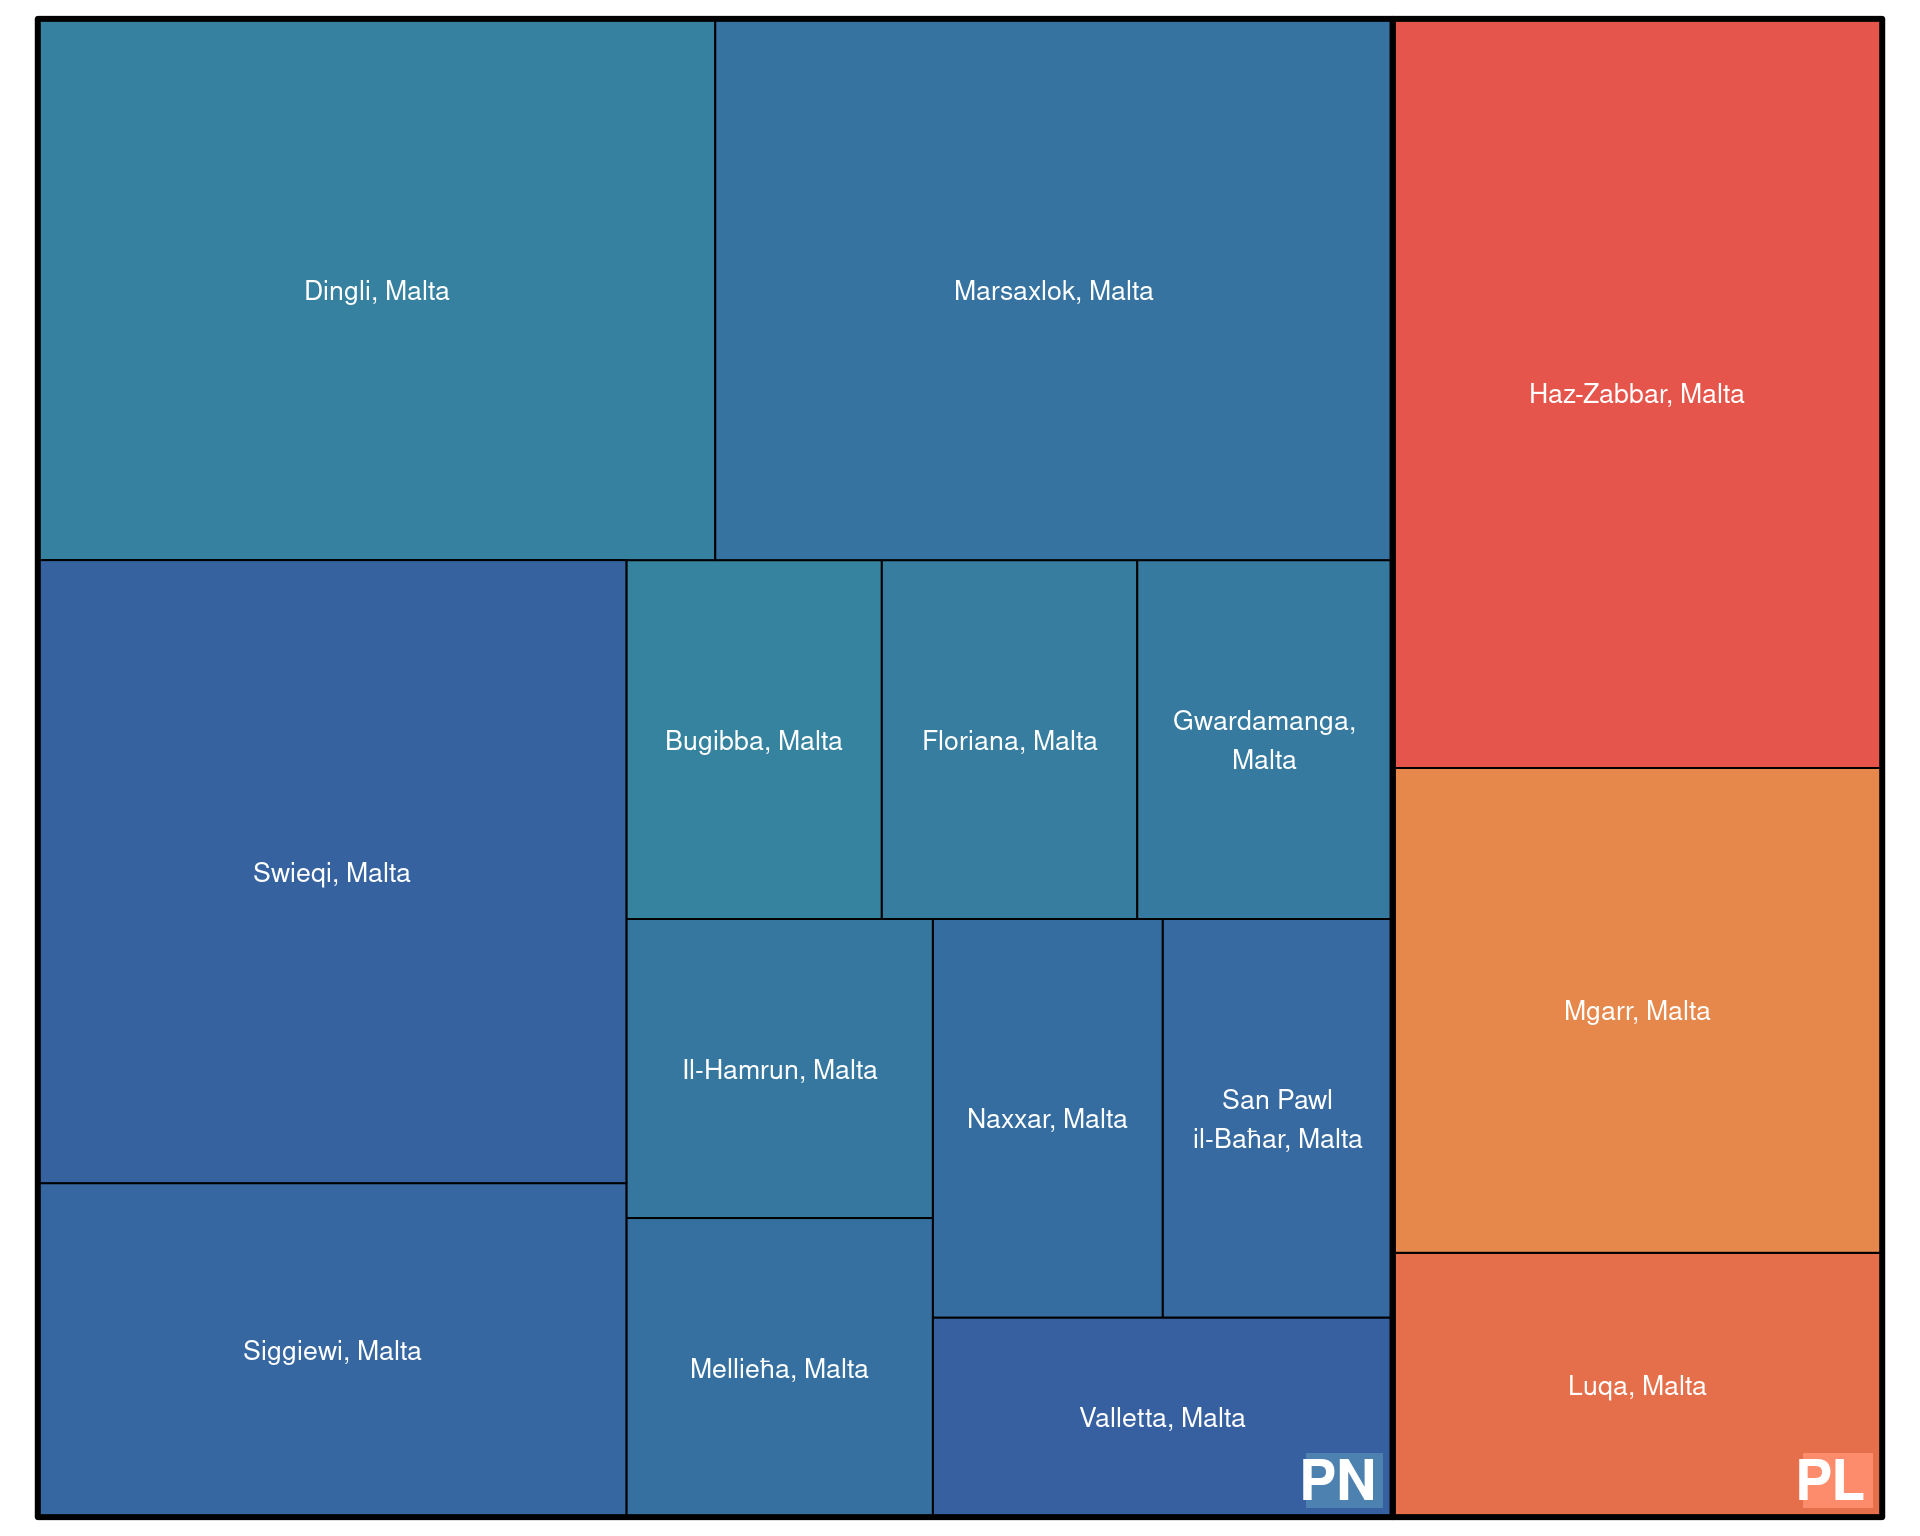 Dingli, Malta
Marsaxlok, Malta
Haz-Zabbar, Malta
Swieqi, Malta
Bugibba, Malta
Floriana, Malta
Gwardamanga,
Malta
Mgarr, Malta
Il-Hamrun, Malta
Naxxar, Malta
San Pawl
il-Baħar, Malta
Siggiewi, Malta
Mellieħa, Malta
Valletta, Malta
Luqa, Malta
PN
PL